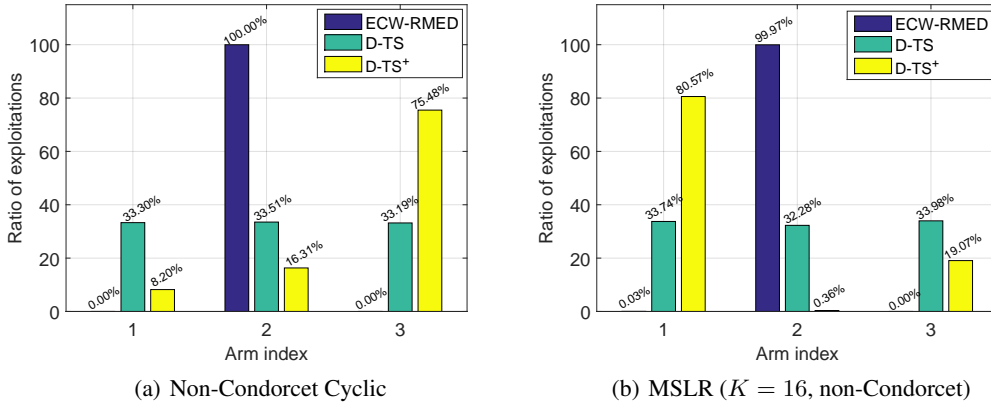 100
80
60
40
20
0
Ratio of exploitations
ECW-RMED
D-TS
D-TS⁺
0.00%
33.30%
8.20%
100.00%
33.51%
16.31%
0.00%
33.19%
75.48%
1 2 3
Arm index
(a) Non-Condorcet Cyclic
100
80
60
40
20
0
Ratio of exploitations
ECW-RMED
D-TS
D-TS⁺
0.03%
33.74%
80.57%
99.97%
32.28%
0.36%
0.00%
33.98%
19.07%
1 2 3
Arm index
(b) MSLR (K = 16, non-Condorcet)